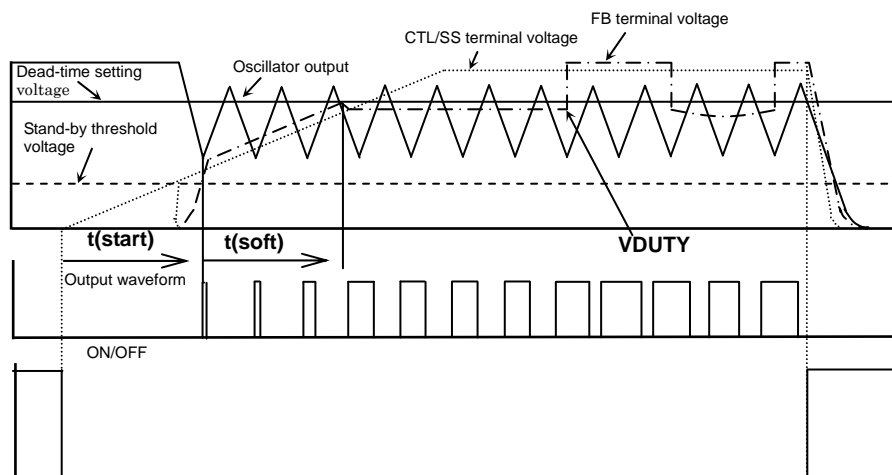 FB terminal voltage
CTL/SS terminal voltage
Dead-time setting
voltage
Oscillator output
Stand-by threshold
voltage
t(start)
t(soft)
VDUTY
Output waveform
ON/OFF